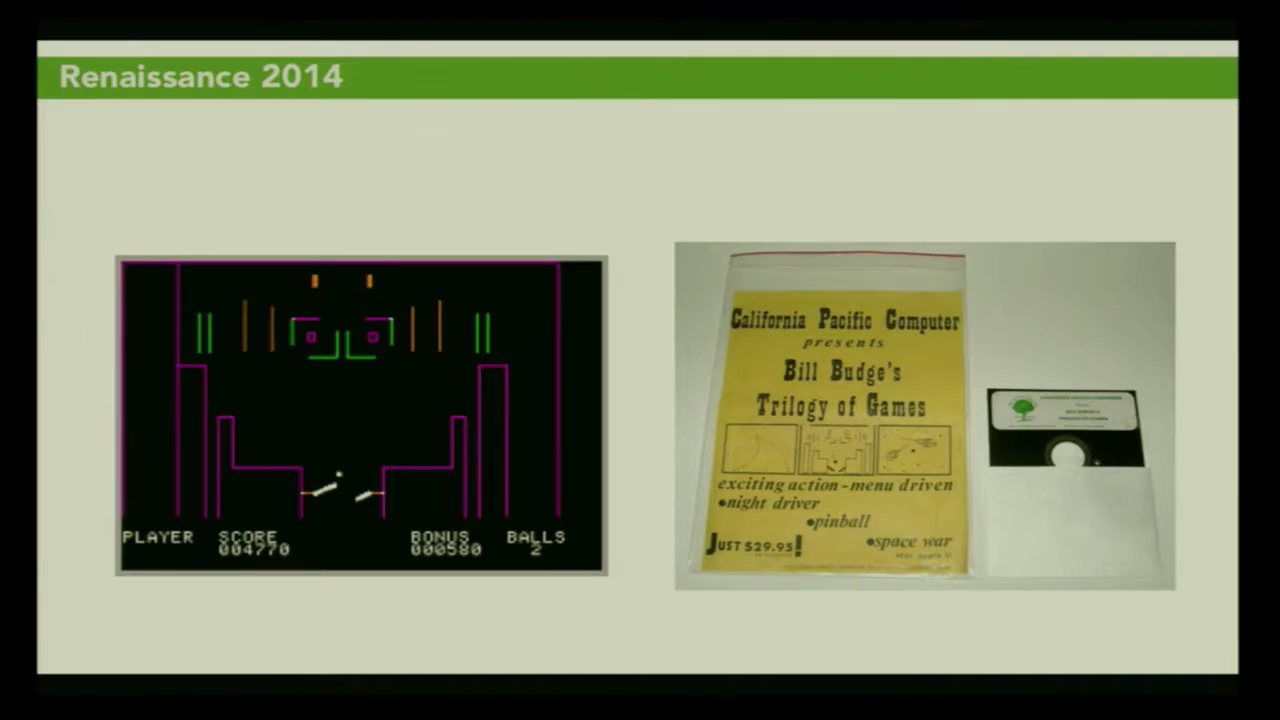 Renaissance 2014
PLAYER SCORE BONUS BALLS
004770 000580 2
California Pacific Computer
presents
Bill Budge's
Trilogy of Games
exciting action-menu driven
•night driver
•pinball
•space war
JUST $29.95!